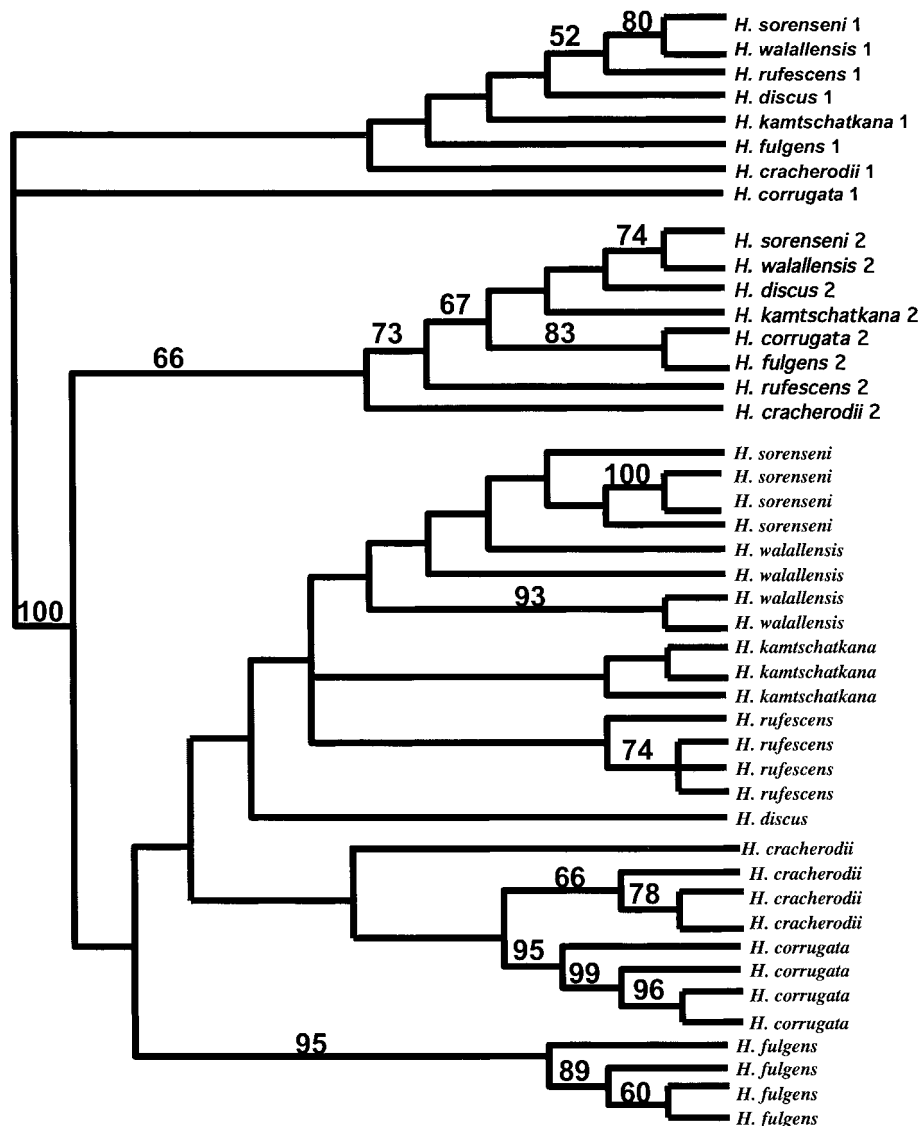 80
H. sorenseni 1
52
H. walallensis 1
H. rufescens 1
H. discus 1
H. kamtschatkana 1
H. fulgens 1
H. cracherodii 1
H. corrugata 1
74
H. sorenseni 2
H. walallensis 2
H. discus 2
67
H. kamtschatkana 2
73
83
H. corrugata 2
66
H. fulgens 2
H. rufescens 2
H. cracherodii 2
H. sorenseni
100
H. sorenseni
H. sorenseni
H. sorenseni
H. walallensis
H. walallensis
93
H. walallensis
100
H. walallensis
H. kamtschatkana
H. kamtschatkana
H. kamtschatkana
H. rufescens
74
H. rufescens
H. rufescens
H. rufescens
H. discus
H. cracherodii
66
H. cracherodii
78
H. cracherodii
H. cracherodii
95
H. corrugata
99
H. corrugata
96
H. corrugata
H. corrugata
95
H. fulgens
89
H. fulgens
60
H. fulgens
H. fulgens